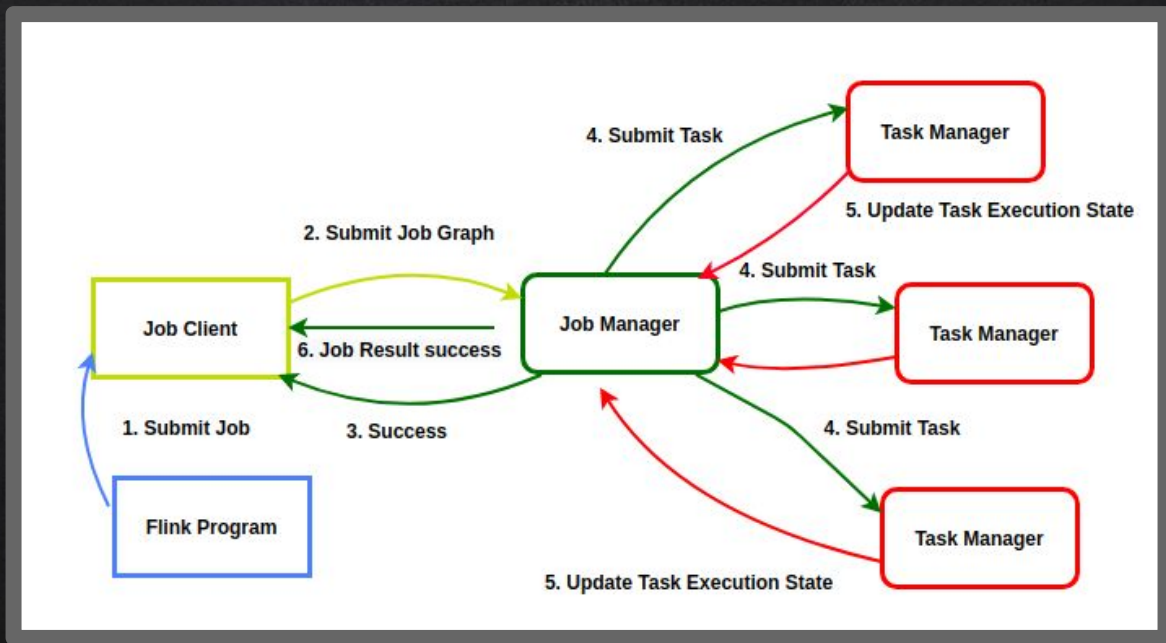 4. Submit Task
Task Manager
5. Update Task Execution State
2. Submit Job Graph
4. Submit Task
Job Client
Job Manager
Task Manager
6. Job Result success
1. Submit Job
3. Success
4. Submit Task
Flink Program
Task Manager
5. Update Task Execution State